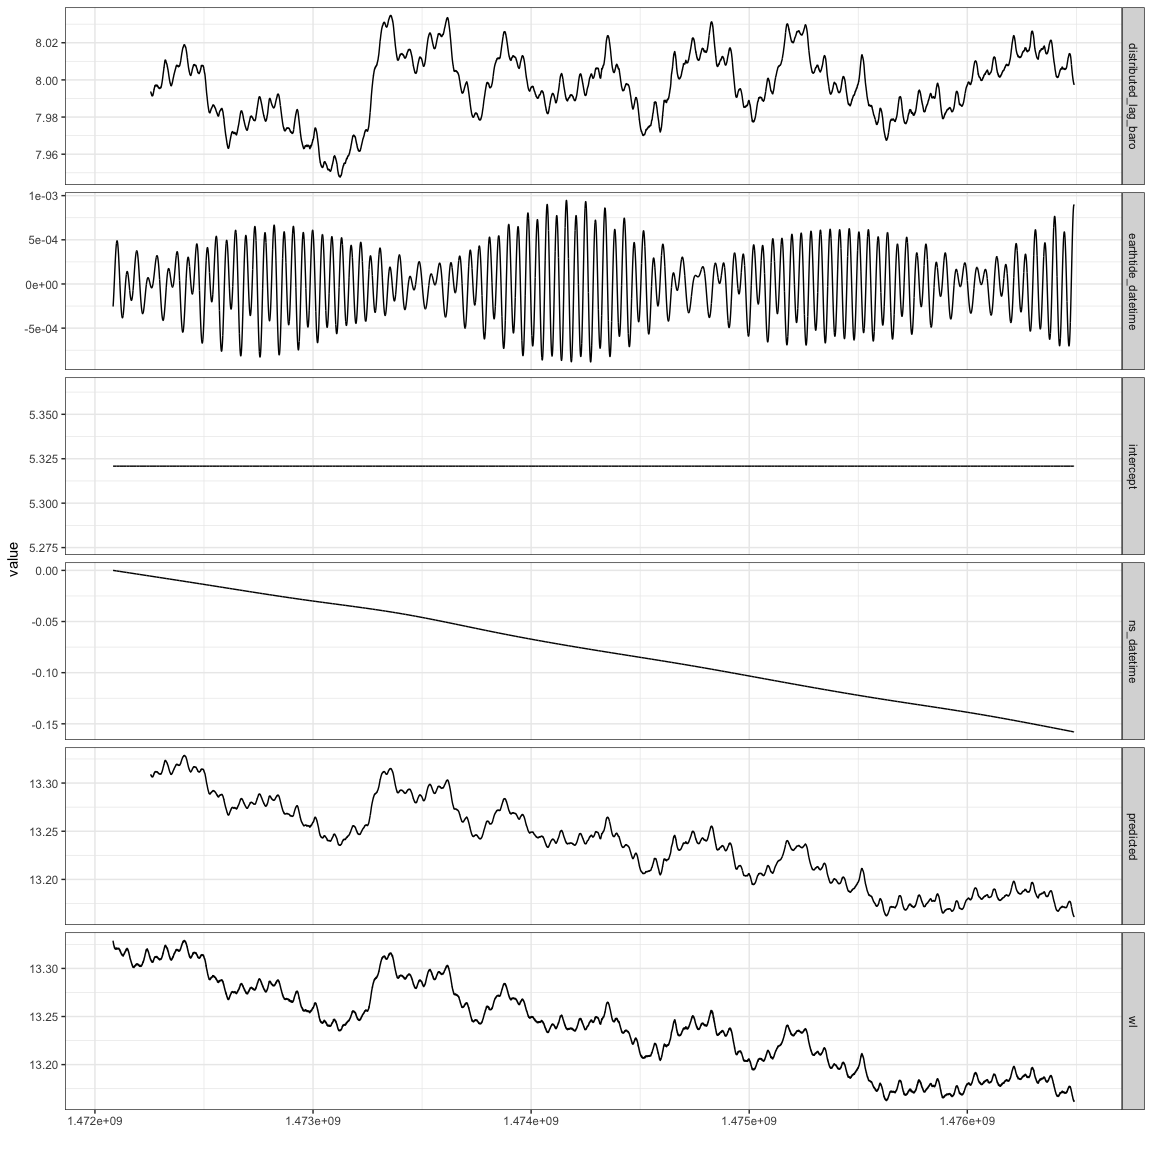 value
8.02
8.00
7.98
7.96
distributed_lag_baro
1e-03
5e-04
0e+00
-5e-04
earthtide_datetime
5.350
5.325
5.300
5.275
intercept
0.00
-0.05
-0.10
-0.15
ns_datetime
13.30
13.25
13.20
predicted
13.30
13.25
13.20
wl
1.472e+09 1.473e+09 1.474e+09 1.475e+09 1.476e+09